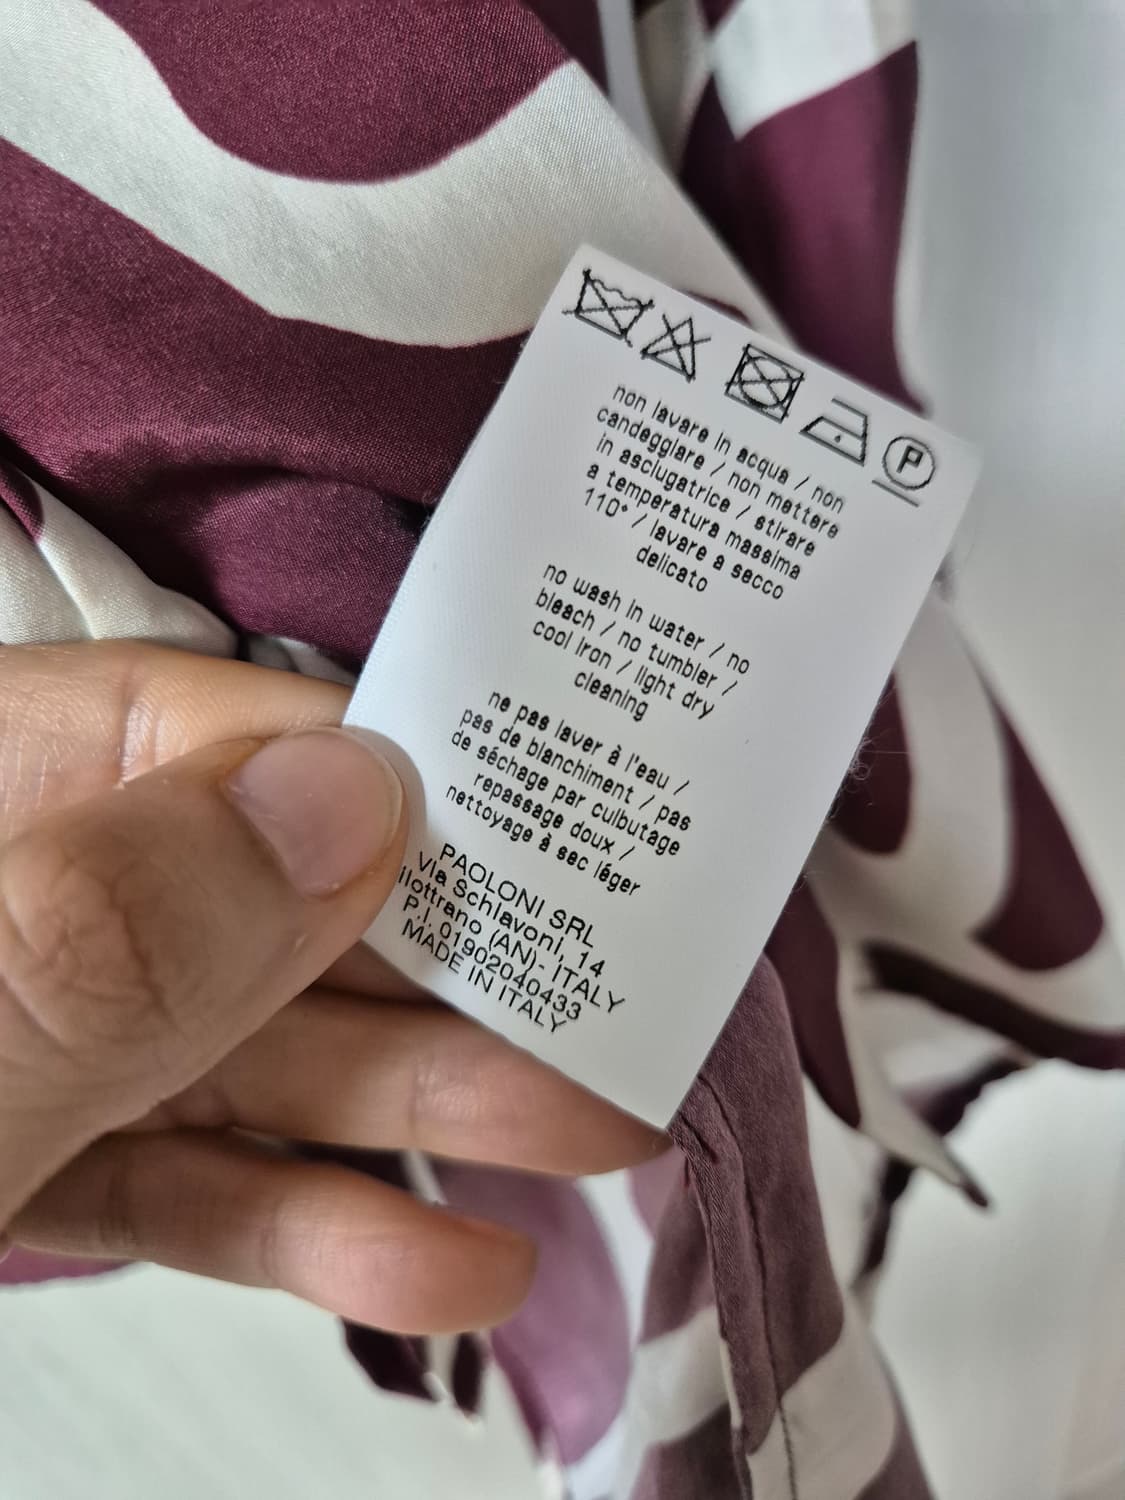 P
non lavare in acqua / non
candeggiare / non mettere
in asciugatrice / stirare
a temperatura massima
110° / lavare a secco
delicato
no wash in water / no
bleach / no tumbler /
cool iron / light dry
cleaning
ne pas laver à l'eau /
pas de blanchiment / pas
de séchage par culbutage
repassage doux /
nettoyage à sec léger
PAOLONI SRL
Via Schiavoni, 14
ilottrano (AN)- ITALY
P.I. 01902040433
MADE IN ITALY